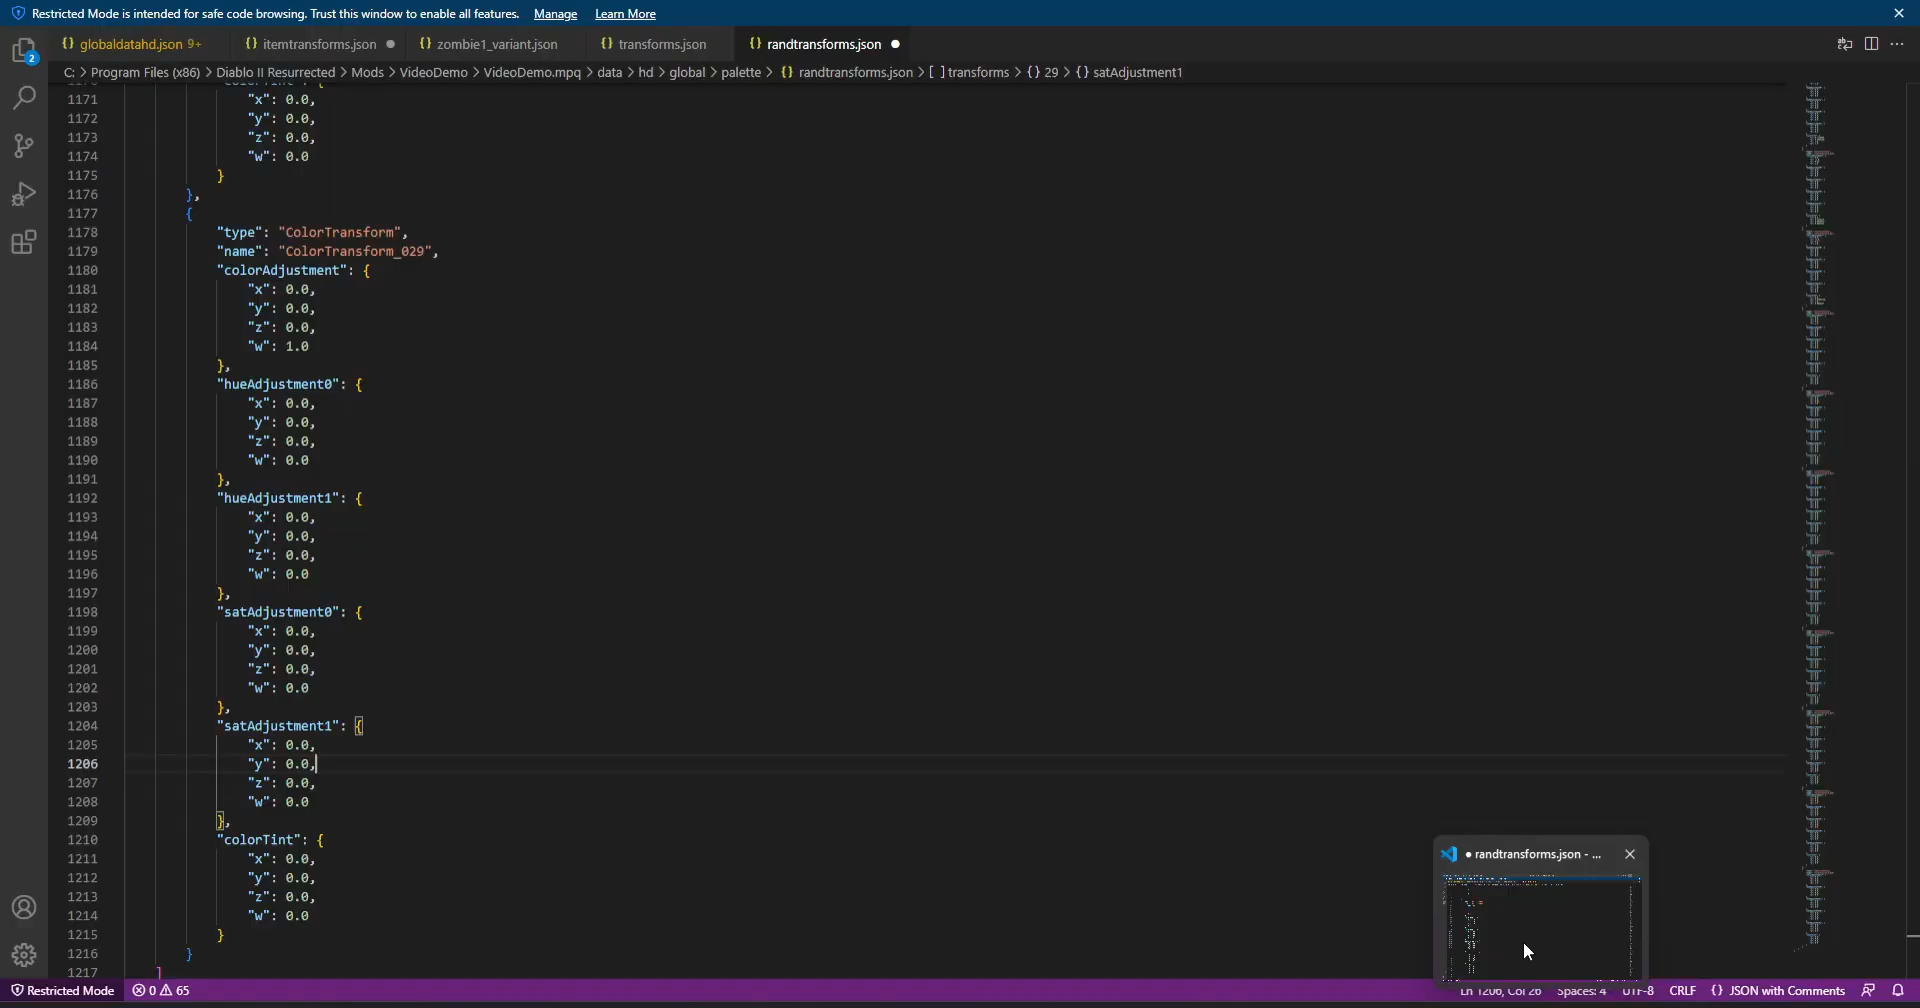 Restricted Mode is intended for safe code browsing. Trust this window to enable all features. Manage Learn More
{} globaldatahd.json 9+ {} itemtransforms.json {} zombie1_variant.json {} transforms.json {} randtransforms.json
C: > Program Files (x86) > Diablo II Resurrected > Mods > VideoDemo > VideoDemo.mpq > data > hd > global > palette > {} randtransforms.json > [ ] transforms > {} 29 > {} satAdjustment1
2
1171 "x": 0.0,
1172 "y": 0.0,
1173 "z": 0.0,
1174 "w": 0.0
1175 }
1176 },
1177 {
1178 "type": "ColorTransform",
1179 "name": "ColorTransform_029",
1180 "colorAdjustment": {
1181 "x": 0.0,
1182 "y": 0.0,
1183 "z": 0.0,
1184 "w": 1.0
1185 },
1186 "hueAdjustment0": {
1187 "x": 0.0,
1188 "y": 0.0,
1189 "z": 0.0,
1190 "w": 0.0
1191 },
1192 "hueAdjustment1": {
1193 "x": 0.0,
1194 "y": 0.0,
1195 "z": 0.0,
1196 "w": 0.0
1197 },
1198 "satAdjustment0": {
1199 "x": 0.0,
1200 "y": 0.0,
1201 "z": 0.0,
1202 "w": 0.0
1203 },
1204 "satAdjustment1": {
1205 "x": 0.0,
1206 "y": 0.0,
1207 "z": 0.0,
1208 "w": 0.0
1209 },
1210 "colorTint": {
1211 "x": 0.0,
1212 "y": 0.0,
1213 "z": 0.0,
1214 "w": 0.0
1215 }
1216 }
1217 ]
● randtransforms.json - ...
Restricted Mode 0 65 Ln 1206, Col 26 Spaces: 4 UTF-8 CRLF {} JSON with Comments